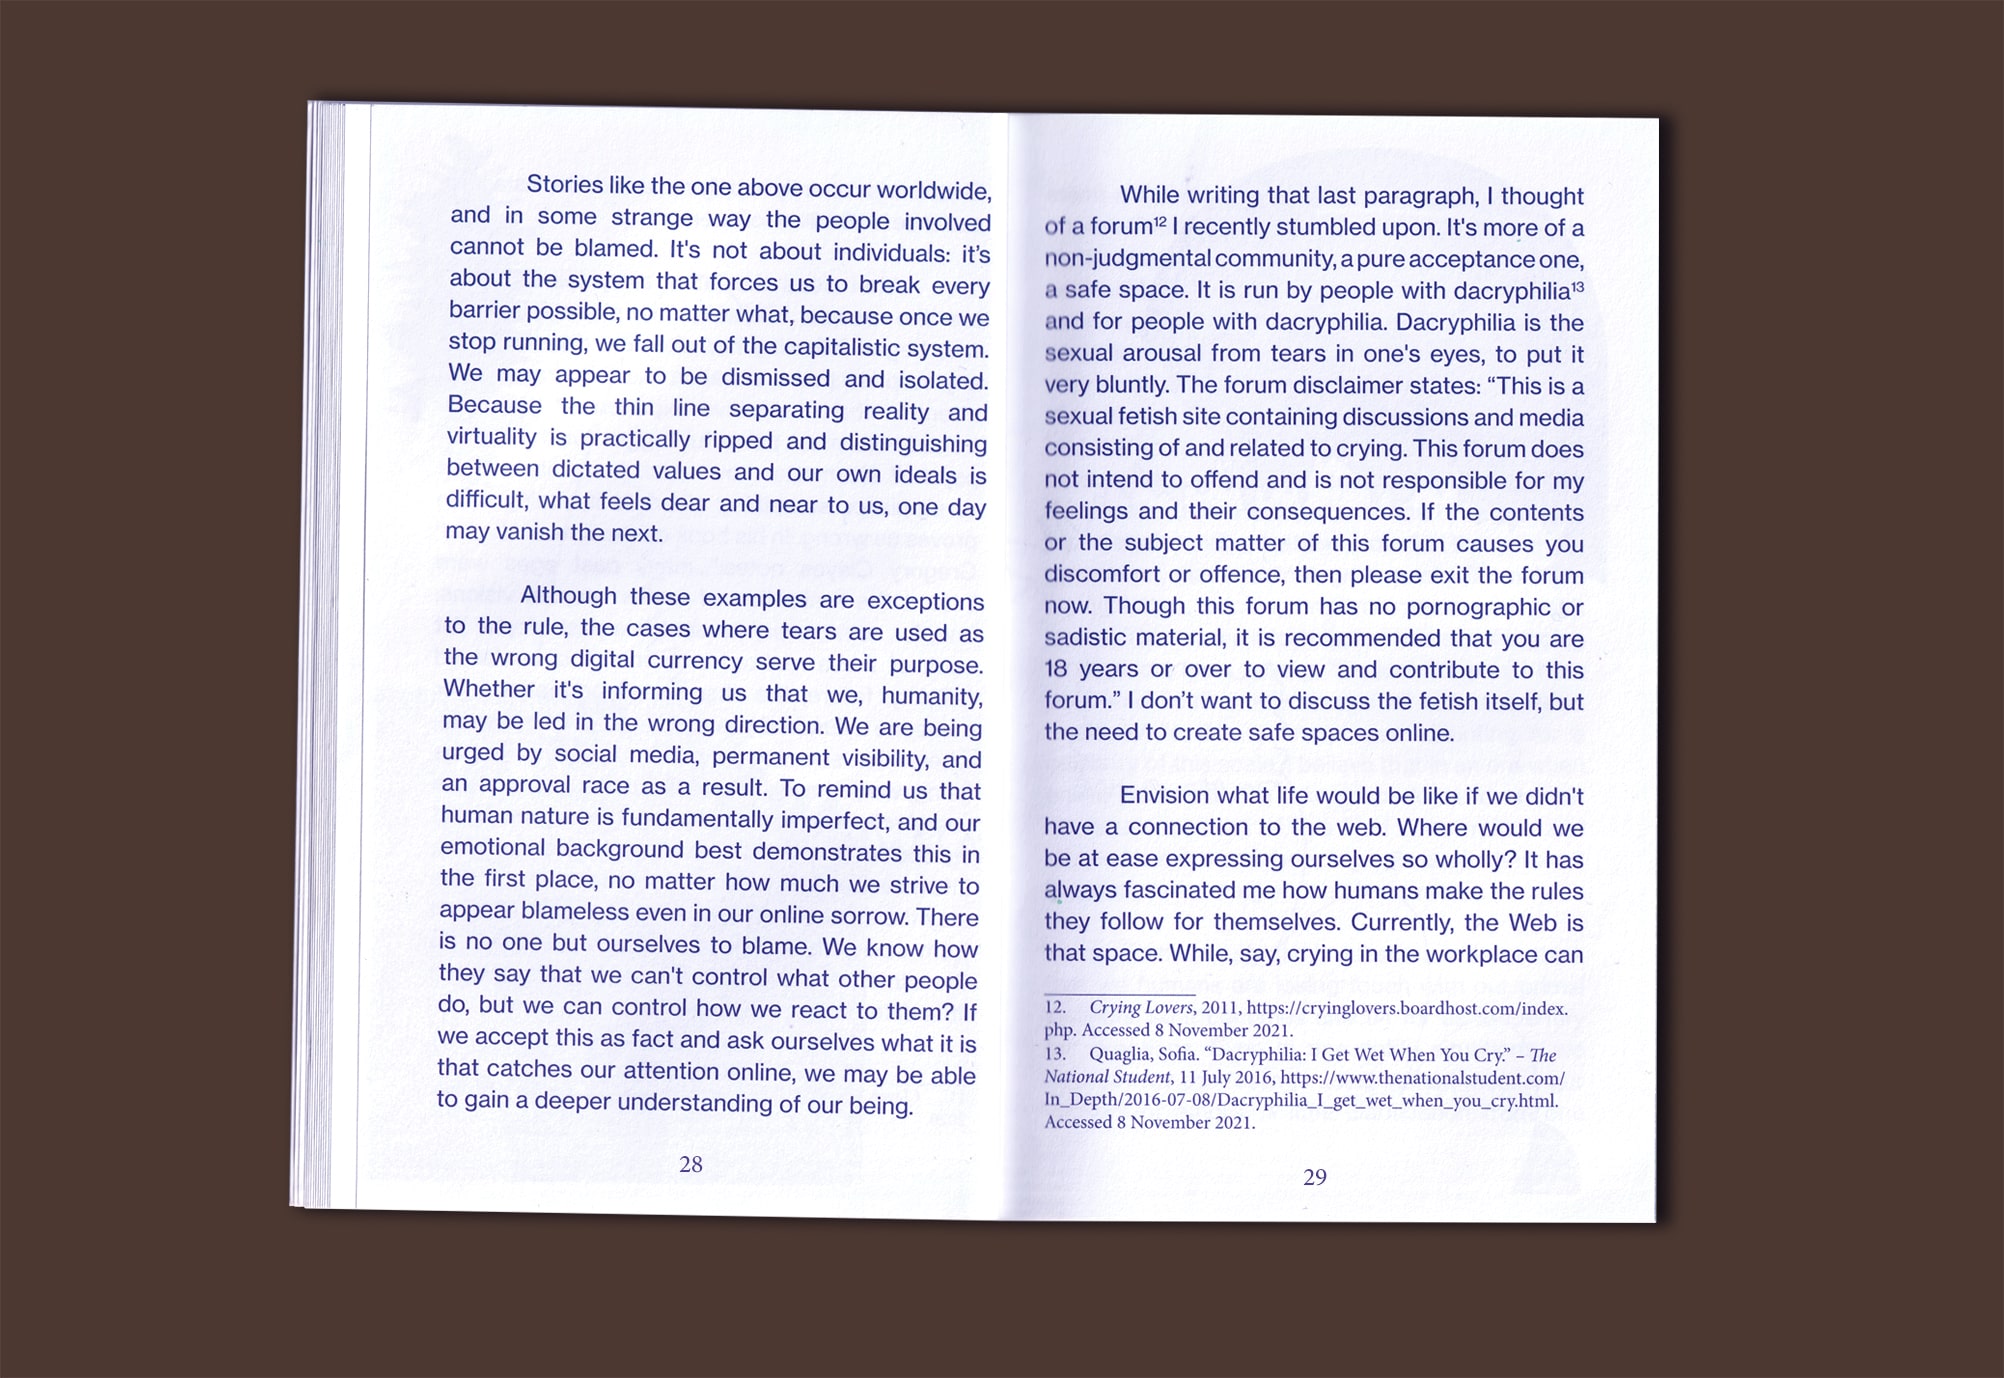 Stories like the one above occur worldwide,
and in some strange way the people involved
cannot be blamed. It's not about individuals: it’s
about the system that forces us to break every
barrier possible, no matter what, because once we
stop running, we fall out of the capitalistic system.
We may appear to be dismissed and isolated.
Because the thin line separating reality and
virtuality is practically ripped and distinguishing
between dictated values and our own ideals is
difficult, what feels dear and near to us, one day
may vanish the next.
Although these examples are exceptions
to the rule, the cases where tears are used as
the wrong digital currency serve their purpose.
Whether it's informing us that we, humanity,
may be led in the wrong direction. We are being
urged by social media, permanent visibility, and
an approval race as a result. To remind us that
human nature is fundamentally imperfect, and our
emotional background best demonstrates this in
the first place, no matter how much we strive to
appear blameless even in our online sorrow. There
is no one but ourselves to blame. We know how
they say that we can't control what other people
do, but we can control how we react to them? If
we accept this as fact and ask ourselves what it is
that catches our attention online, we may be able
to gain a deeper understanding of our being.
28
While writing that last paragraph, I thought
of a forum¹² I recently stumbled upon. It's more of a
non-judgmental community, a pure acceptance one,
a safe space. It is run by people with dacryphilia¹³
and for people with dacryphilia. Dacryphilia is the
sexual arousal from tears in one's eyes, to put it
very bluntly. The forum disclaimer states: “This is a
sexual fetish site containing discussions and media
consisting of and related to crying. This forum does
not intend to offend and is not responsible for my
feelings and their consequences. If the contents
or the subject matter of this forum causes you
discomfort or offence, then please exit the forum
now. Though this forum has no pornographic or
sadistic material, it is recommended that you are
18 years or over to view and contribute to this
forum.” I don’t want to discuss the fetish itself, but
the need to create safe spaces online.
Envision what life would be like if we didn't
have a connection to the web. Where would we
be at ease expressing ourselves so wholly? It has
always fascinated me how humans make the rules
they follow for themselves. Currently, the Web is
that space. While, say, crying in the workplace can
12. Crying Lovers, 2011, https://cryinglovers.boardhost.com/index.
php. Accessed 8 November 2021.
13. Quaglia, Sofia. “Dacryphilia: I Get Wet When You Cry.” – The
National Student, 11 July 2016, https://www.thenationalstudent.com/
In_Depth/2016-07-08/Dacryphilia_I_get_wet_when_you_cry.html.
Accessed 8 November 2021.
29